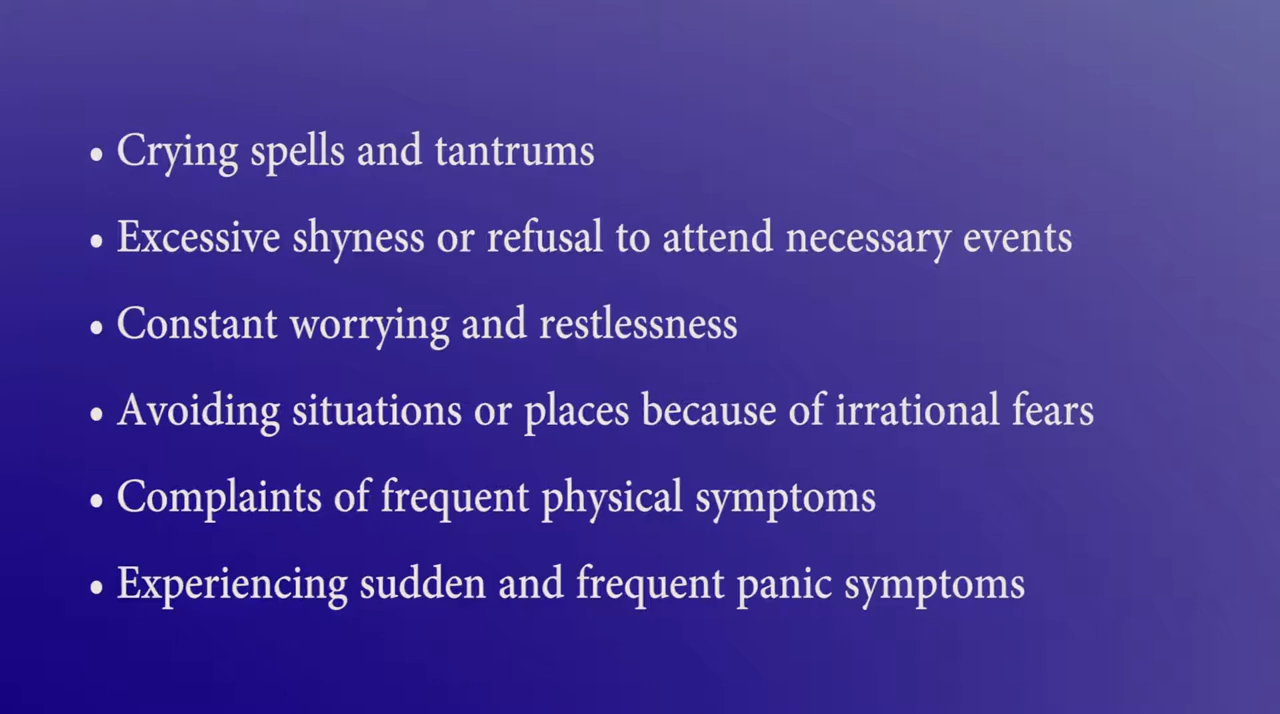 • Crying spells and tantrums
• Excessive shyness or refusal to attend necessary events
• Constant worrying and restlessness
• Avoiding situations or places because of irrational fears
• Complaints of frequent physical symptoms
• Experiencing sudden and frequent panic symptoms